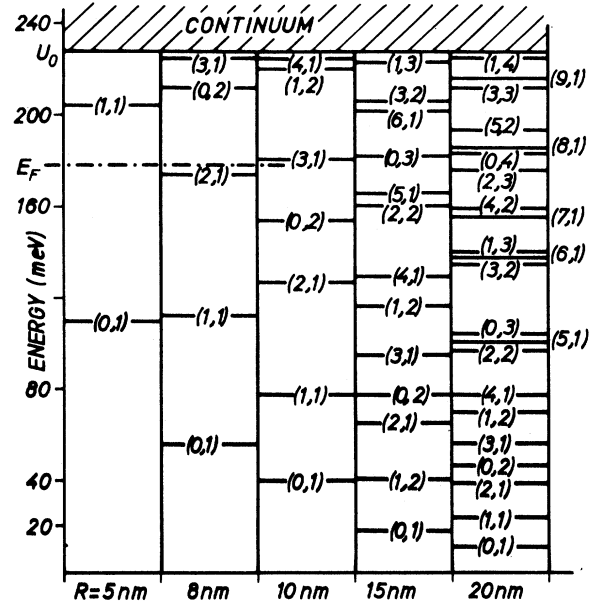 240
CONTINUUM
U₀
(3,1) (4,1) (1,3) (1,4)
(9,1)
(0,2) (1,2) (3,3)
(1,1) (3,2)
200
(6,1) (5,2)
(8,1)
(3,1) (0,3) (0,4)
E_F
(2,1) (2,3)
(5,1)
160
(2,2) (4,2)
(7,1)
(0,2)
(1,3)
(6,1)
(2,1) (4,1) (3,2)
ENERGY (meV)
(1,2)
(0,1) (1,1) (0,3)
(5,1)
(3,1) (2,2)
80
(1,1) (0,2) (4,1)
(2,1) (1,2)
(0,1) (3,1)
(0,2)
40
(0,1) (1,2) (2,1)
20
(0,1) (1,1)
(0,1)
R=5nm 8nm 10nm 15nm 20nm